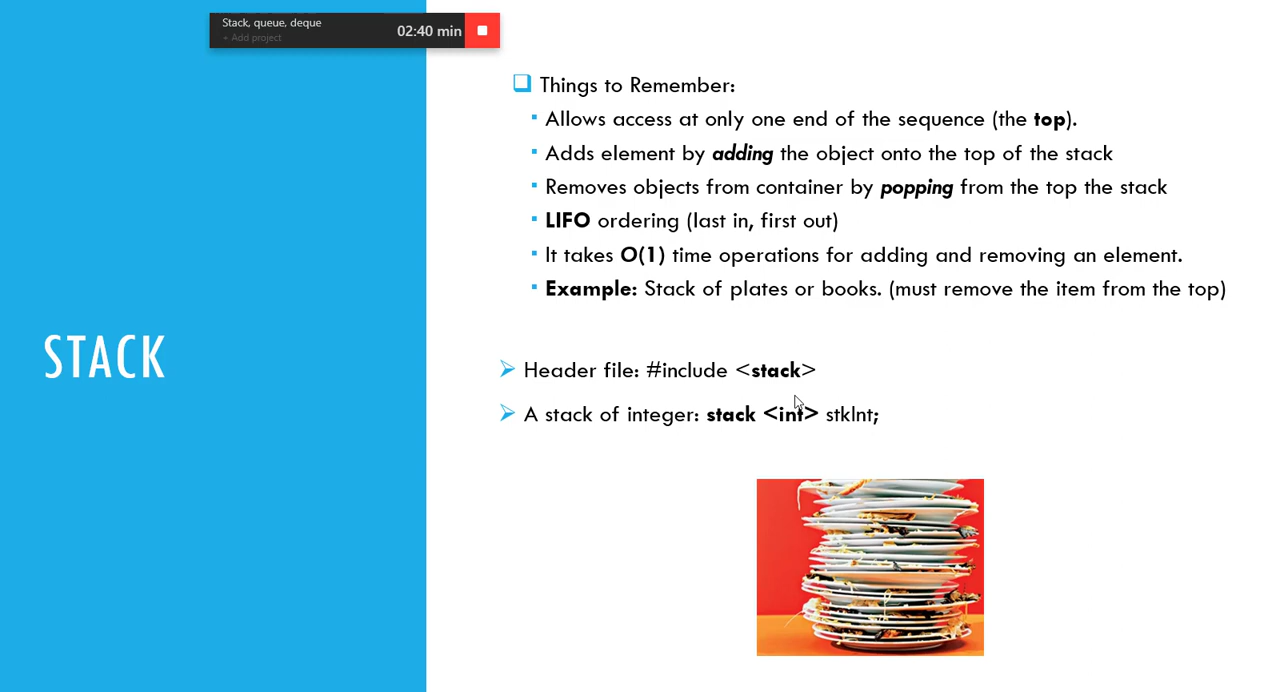 Stack, queue, deque
+ Add project
02:40 min
Things to Remember:
Allows access at only one end of the sequence (the top).
Adds element by adding the object onto the top of the stack
Removes objects from container by popping from the top the stack
LIFO ordering (last in, first out)
It takes O(1) time operations for adding and removing an element.
Example: Stack of plates or books. (must remove the item from the top)
STACK
Header file: #include <stack>
A stack of integer: stack <int> stkInt;